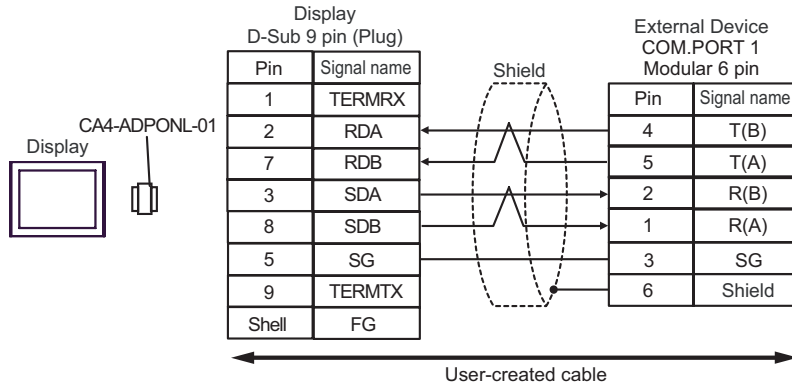 Display
D-Sub 9 pin (Plug)
External Device
COM.PORT 1
Modular 6 pin
Shield
Pin Signal name
Pin Signal name
1 TERMRX
2 RDA
4 T(B)
7 RDB
5 T(A)
3 SDA
2 R(B)
8 SDB
1 R(A)
5 SG
3 SG
9 TERMTX
6 Shield
Shell FG
CA4-ADPONL-01
Display
User-created cable